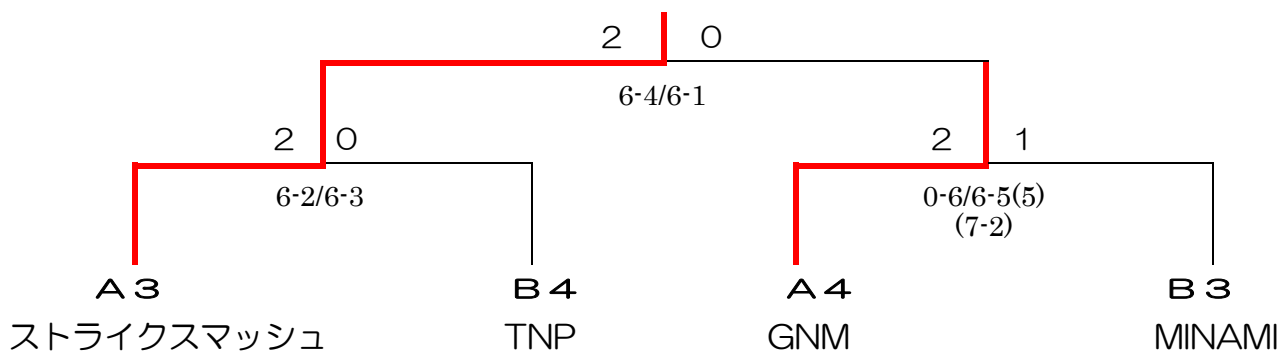 2 0
6-4/6-1
2 0
2 1
6-2/6-3
0-6/6-5(5)
(7-2)
A3
B4
A4
B3
ストライクスマッシュ
TNP
GNM
MINAMI